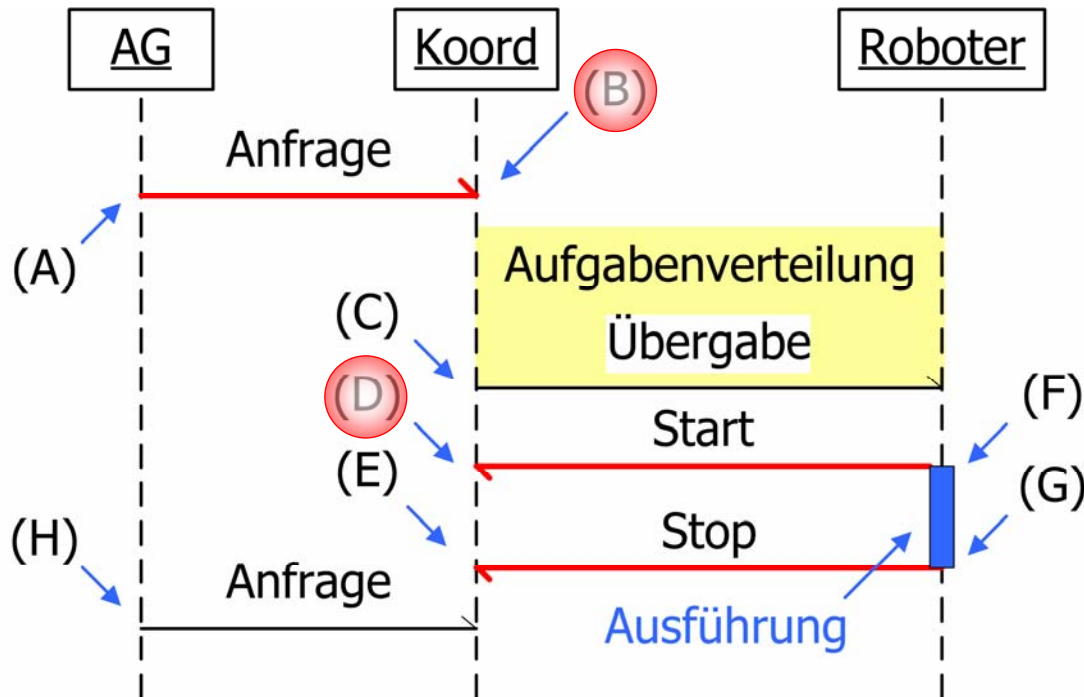 AG Koord Roboter
(B)
Anfrage
(A)
Aufgabenverteilung
(C)
Übergabe
(D)
Start
(F)
(E)
(G)
Stop
(H)
Anfrage
Ausführung